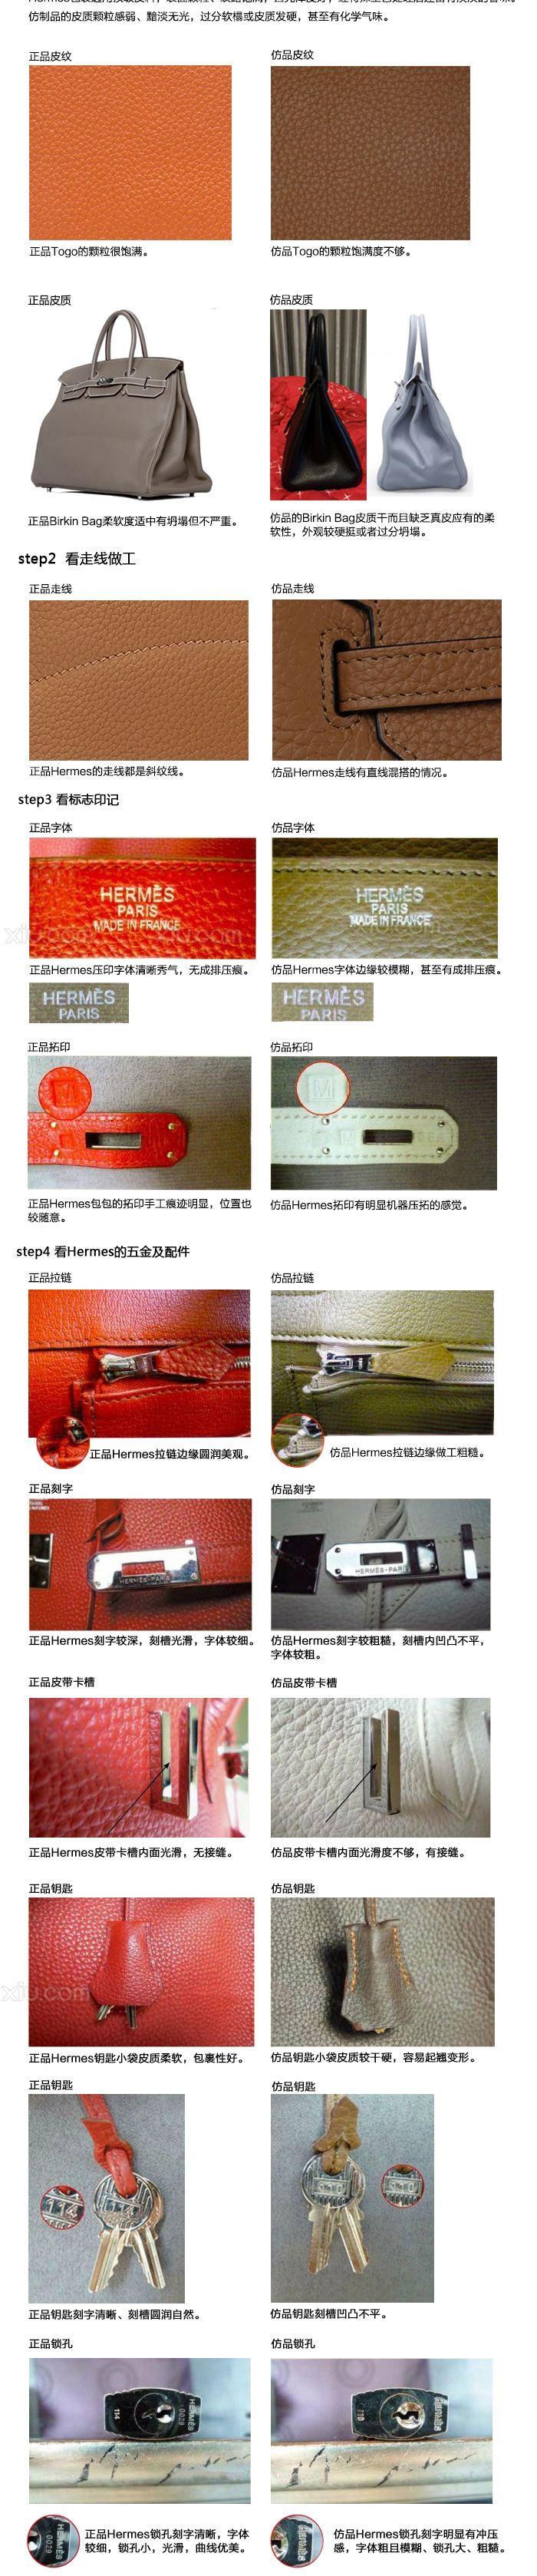 仿制品的皮质颗粒感弱、黯淡无光，过分软榻或皮质发硬，甚至有化学气味。
正品皮纹
仿品皮纹
正品Togo的颗粒很饱满。
仿品Togo的颗粒饱满度不够。
正品皮质
仿品皮质
正品Birkin Bag柔软度适中有坍塌但不严重。
仿品的Birkin Bag皮质干而且缺乏真皮应有的柔
软性，外观较硬挺或者过分坍塌。
step2 看走线做工
正品走线
仿品走线
正品Hermes的走线都是斜纹线。
仿品Hermes走线有直线混搭的情况。
step3 看标志印记
正品字体
仿品字体
HERMÈS
PARIS
MADE IN FRANCE
HERMÈS
PARIS
MADE IN FRANCE
正品Hermes压印字体清晰秀气，无成排压痕。
仿品Hermes字体边缘较模糊，甚至有成排压痕。
HERMÈS
PARIS
HERMÈS
PARIS
正品拓印
仿品拓印
M
M
正品Hermes包包的拓印手工痕迹明显，位置也
较随意。
仿品Hermes拓印有明显机器压拓的感觉。
step4 看Hermes的五金及配件
正品拉链
仿品拉链
正品Hermes拉链边缘圆润美观。
仿品Hermes拉链边缘做工粗糙。
正品刻字
仿品刻字
HERMES-PARIS
HERMES-PARIS
正品Hermes刻字较深，刻槽光滑，字体较细。
仿品Hermes刻字较粗糙，刻槽内凹凸不平，
字体较粗。
正品皮带卡槽
仿品皮带卡槽
正品Hermes皮带卡槽内面光滑，无接缝。
仿品皮带卡槽内面光滑度不够，有接缝。
正品钥匙
仿品钥匙
xiu.com
正品Hermes钥匙小袋皮质柔软，包裹性好。
仿品钥匙小袋皮质较干硬，容易起翘变形。
正品钥匙
仿品钥匙
114
正品钥匙刻字清晰、刻槽圆润自然。
仿品钥匙刻槽凹凸不平。
正品锁孔
仿品锁孔
114
HERMÈS
0029
110
Hermès
正品Hermes锁孔刻字清晰，字体
较细，锁孔小，光滑，曲线优美。
仿品Hermes锁孔刻字明显有冲压
感，字体粗且模糊、锁孔大、粗糙。